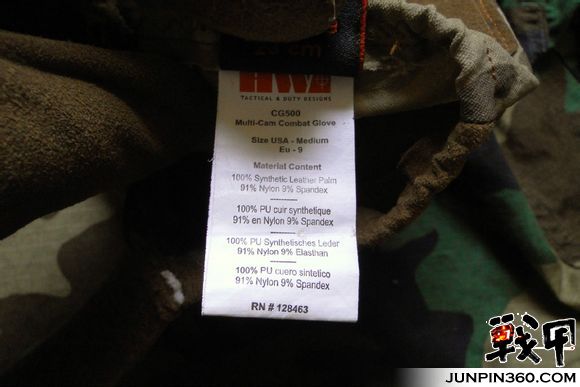 23 cm
HWI
TACTICAL & DUTY DESIGNS
CG500
Multi-Cam Combat Glove
Size USA - Medium
Eu - 9
Material Content
100% Synthetic Leather Palm
91% Nylon 9% Spandex
----------
100% PU cuir synthetique
91% en Nylon 9% Spandex
----------
100% PU Synthetisches Leder
91% Nylon 9% Elasthan
----------
100% PU cuero sintetico
91% Nylon 9% Spandex
RN # 128463
戰甲
JUNPIN360.COM